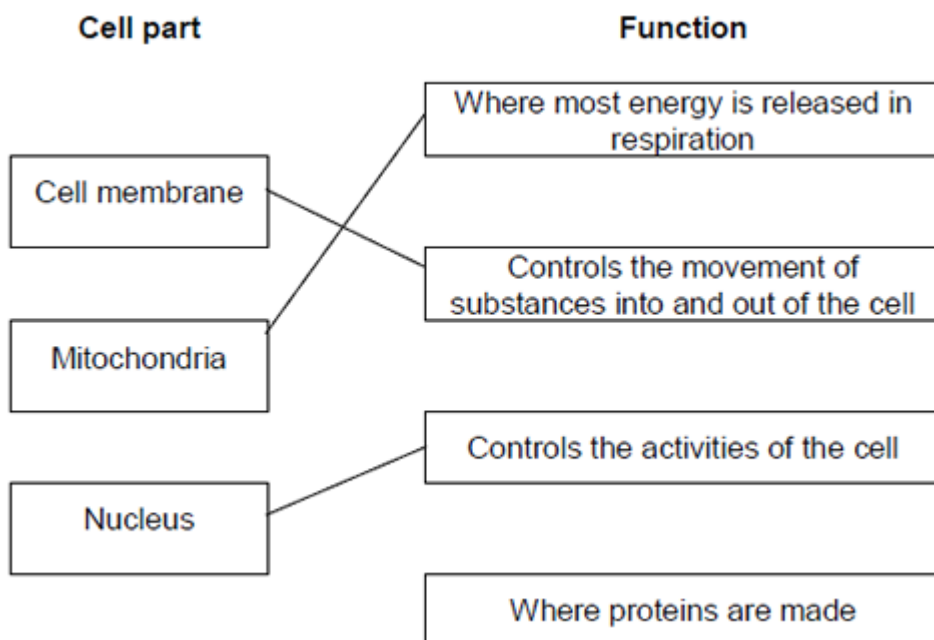 Cell part
Function
Where most energy is released in
respiration
Cell membrane
Controls the movement of
substances into and out of the cell
Mitochondria
Controls the activities of the cell
Nucleus
Where proteins are made